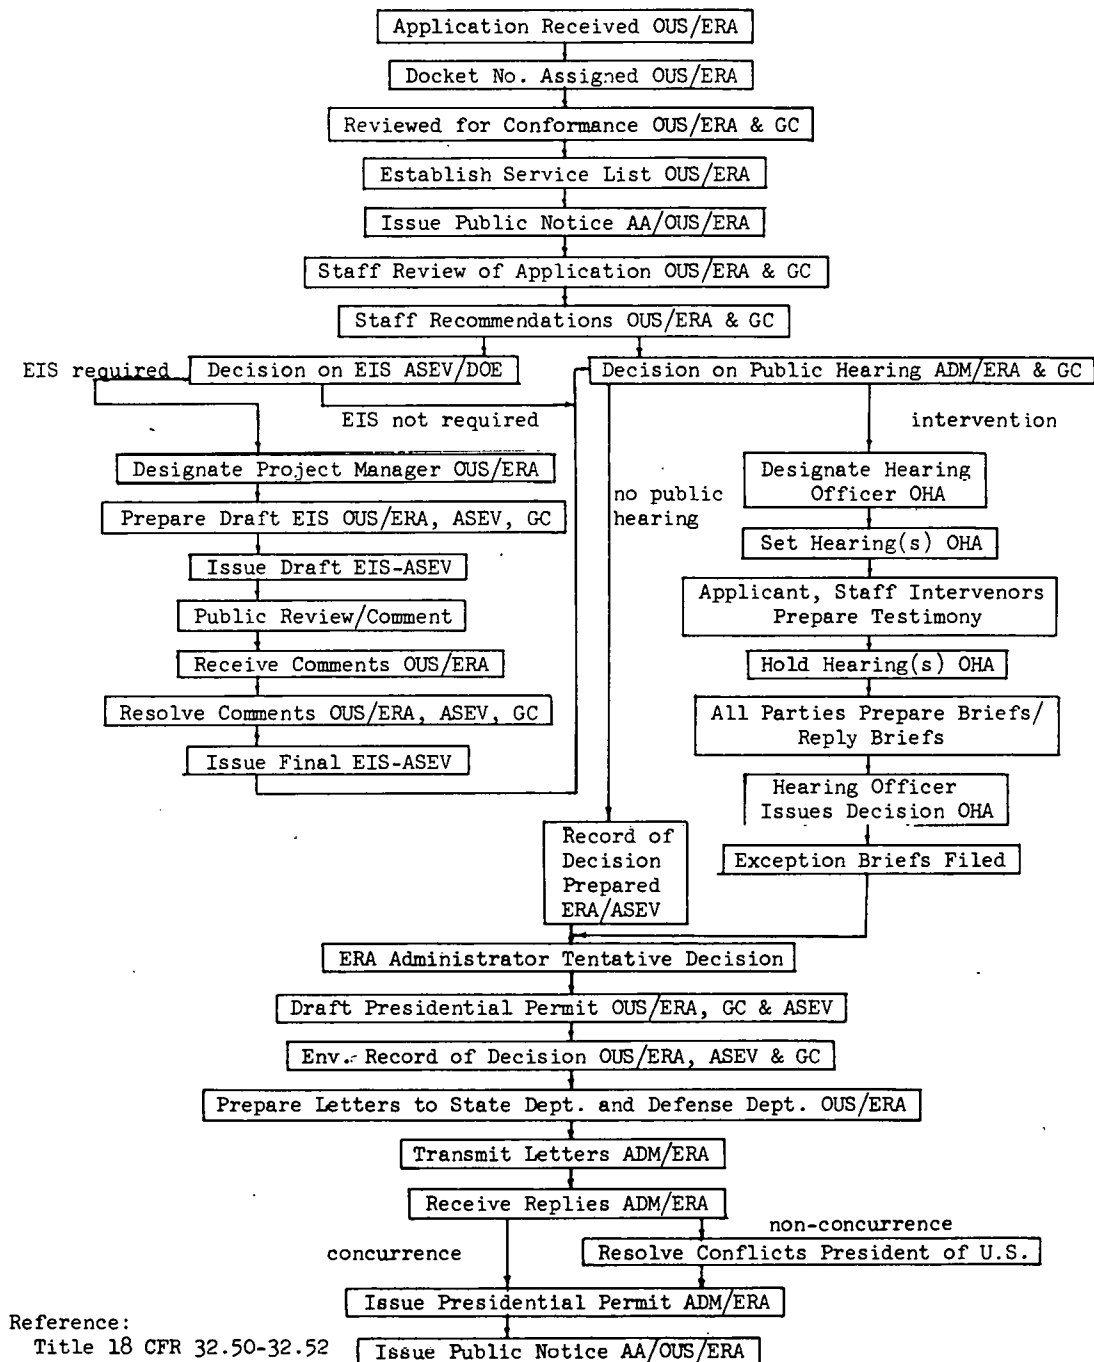 Application Received OUS/ERA
Docket No. Assigned OUS/ERA
Reviewed for Conformance OUS/ERA & GC
Establish Service List OUS/ERA
Issue Public Notice AA/OUS/ERA
Staff Review of Application OUS/ERA & GC
Staff Recommendations OUS/ERA & GC
EIS required
Decision on EIS ASEV/DOE
EIS not required
Designate Project Manager OUS/ERA
Prepare Draft EIS OUS/ERA, ASEV, GC
Issue Draft EIS-ASEV
Public Review/Comment
Receive Comments OUS/ERA
Resolve Comments OUS/ERA, ASEV, GC
Issue Final EIS-ASEV
Decision on Public Hearing ADM/ERA & GC
no public
hearing
Record of
Decision
Prepared
ERA/ASEV
intervention
Designate Hearing
Officer OHA
Set Hearing(s) OHA
Applicant, Staff Intervenors
Prepare Testimony
Hold Hearing(s) OHA
All Parties Prepare Briefs/
Reply Briefs
Hearing Officer
Issues Decision OHA
Exception Briefs Filed
ERA Administrator Tentative Decision
Draft Presidential Permit OUS/ERA, GC & ASEV
Env. Record of Decision OUS/ERA, ASEV & GC
Prepare Letters to State Dept. and Defense Dept. OUS/ERA
Transmit Letters ADM/ERA
Receive Replies ADM/ERA
concurrence
non-concurrence
Resolve Conflicts President of U.S.
Issue Presidential Permit ADM/ERA
Issue Public Notice AA/OUS/ERA
Reference:
Title 18 CFR 32.50-32.52